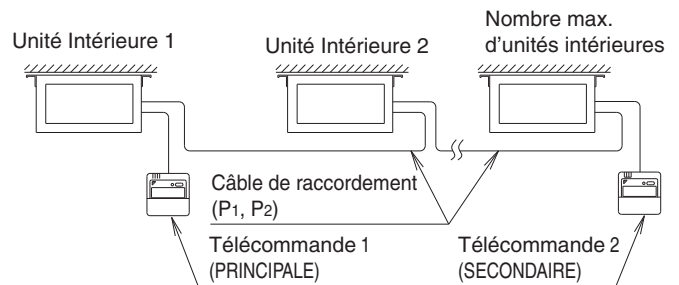 Unité Intérieure 1
Unité Intérieure 2
Nombre max.
d'unités intérieures
Câble de raccordement
(P1, P2)
Télécommande 1
(PRINCIPALE)
Télécommande 2
(SECONDAIRE)